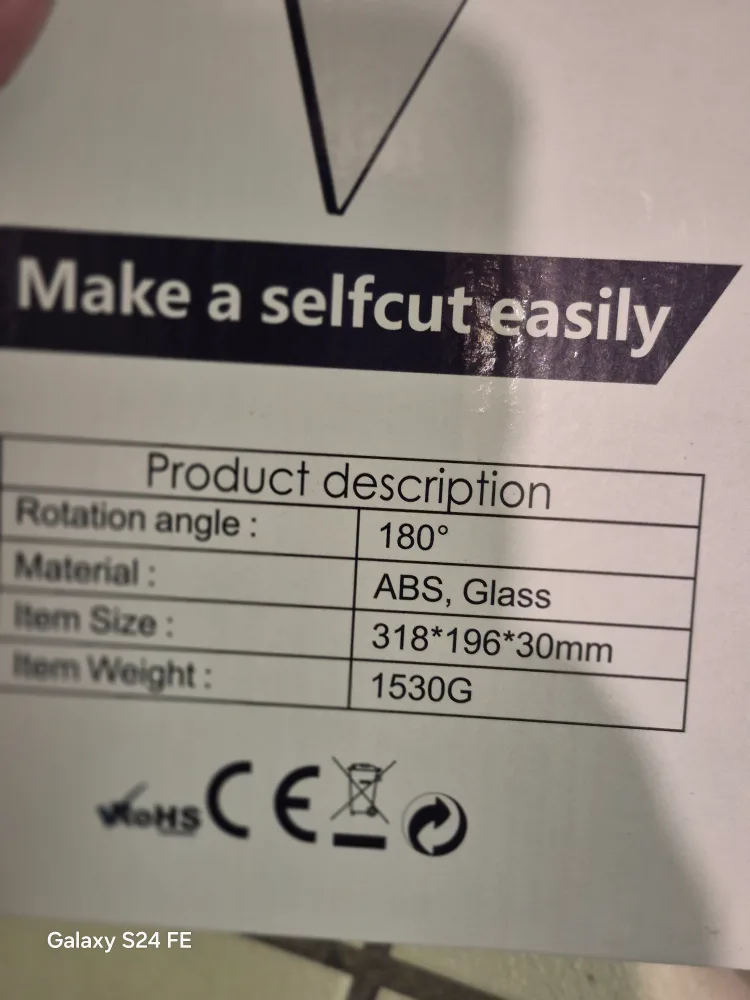 Make a selfcut easily
Product description
Rotation angle : 180°
Material : ABS, Glass
Item Size : 318*196*30mm
Item Weight : 1530G
RoHS CE
Galaxy S24 FE